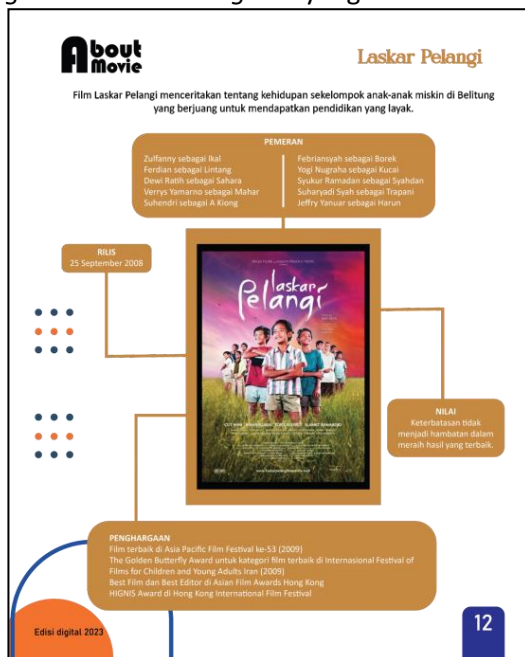 About
Movie
Laskar Pelangi
Film Laskar Pelangi menceritakan tentang kehidupan sekelompok anak-anak miskin di Belitung
yang berjuang untuk mendapatkan pendidikan yang layak.
PEMERAN
Zulfanny sebagai Ikal
Ferdian sebagai Lintang
Dewi Ratih sebagai Sahara
Verrys Yamarno sebagai Mahar
Suhendri sebagai A Kiong
Febriansyah sebagai Borek
Yogi Nugraha sebagai Kucai
Syukur Ramadan sebagai Syahdan
Suharyadi Syah sebagai Trapani
Jeffry Yanuar sebagai Harun
RILIS
25 September 2008
laskar
Pelangi
NILAI
Keterbatasan tidak
menjadi hambatan dalam
meraih hasil yang terbaik.
PENGHARGAAN
Film terbaik di Asia Pacific Film Festival ke-53 (2009)
The Golden Butterfly Award untuk kategori film terbaik di Internasional Festival of
Films for Children and Young Adults Iran (2009)
Best Film dan Best Editor di Asian Film Awards Hong Kong
HIGNIS Award di Hong Kong International Film Festival
Edisi digital 2023
12